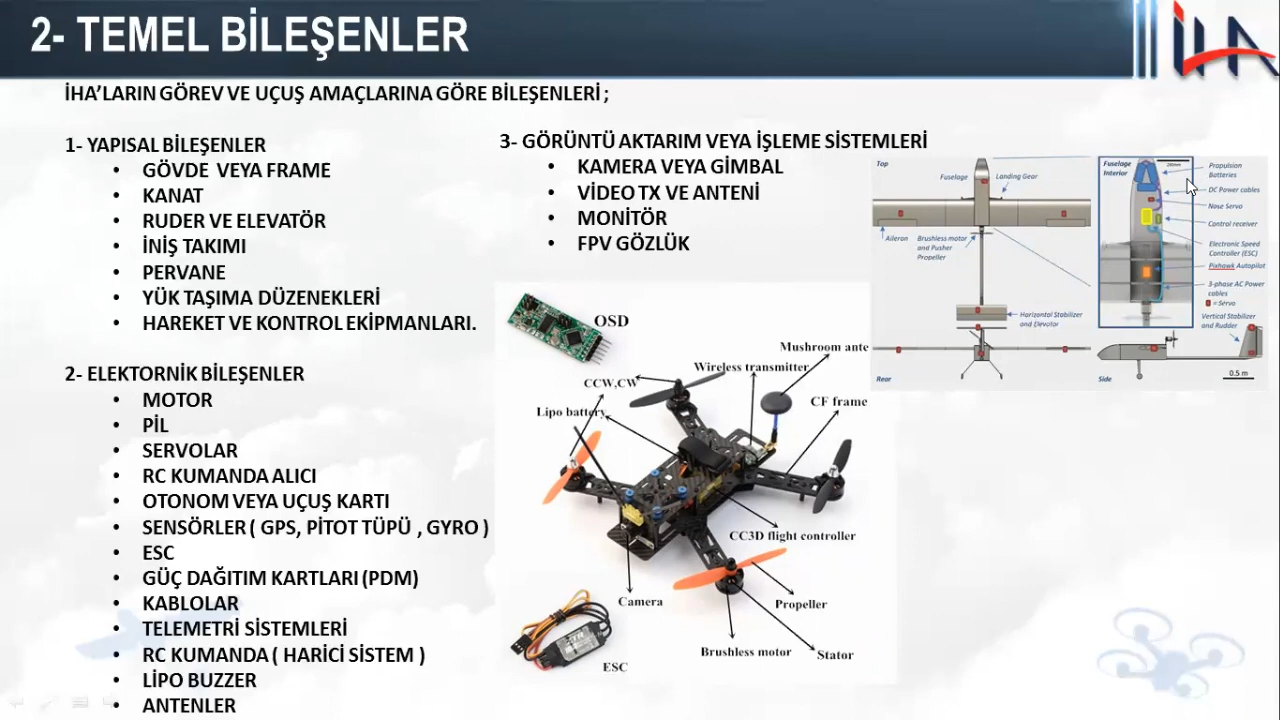 2- TEMEL BİLEŞENLER
İHA
İHA'LARIN GÖREV VE UÇUŞ AMAÇLARINA GÖRE BİLEŞENLERİ ;
1- YAPISAL BİLEŞENLER
• GÖVDE VEYA FRAME
• KANAT
• RUDER VE ELEVATÖR
• İNİŞ TAKIMI
• PERVANE
• YÜK TAŞIMA DÜZENEKLERİ
• HAREKET VE KONTROL EKİPMANLARI.
2- ELEKTORNİK BİLEŞENLER
• MOTOR
• PİL
• SERVOLAR
• RC KUMANDA ALICI
• OTONOM VEYA UÇUŞ KARTI
• SENSÖRLER ( GPS, PİTOT TÜPÜ , GYRO )
• ESC
• GÜÇ DAĞITIM KARTLARI (PDM)
• KABLOLAR
• TELEMETRİ SİSTEMLERİ
• RC KUMANDA ( HARİCİ SİSTEM )
• LİPO BUZZER
• ANTENLER
3- GÖRÜNTÜ AKTARIM VEYA İŞLEME SİSTEMLERİ
• KAMERA VEYA GİMBAL
• VİDEO TX VE ANTENİ
• MONİTÖR
• FPV GÖZLÜK
OSD
Mushroom ante
Wireless transmitter
CCW,CW
CF frame
Lipo battery
CC3D flight controller
Camera
Propeller
Brushless motor
Stator
ESC
Top
Fuselage
Landing Gear
Aileron
Brushless motor
and Pusher
Propeller
Horizontal Stabilizer
and Elevator
Rear
Fuselage
Interior
Propulsion
Batteries
DC Power cables
Nose Servo
Control receiver
Electronic Speed
Controller (ESC)
Pixhawk Autopilot
3-phase AC Power
cables
= Servo
Vertical Stabilizer
and Rudder
Side
0.5 m